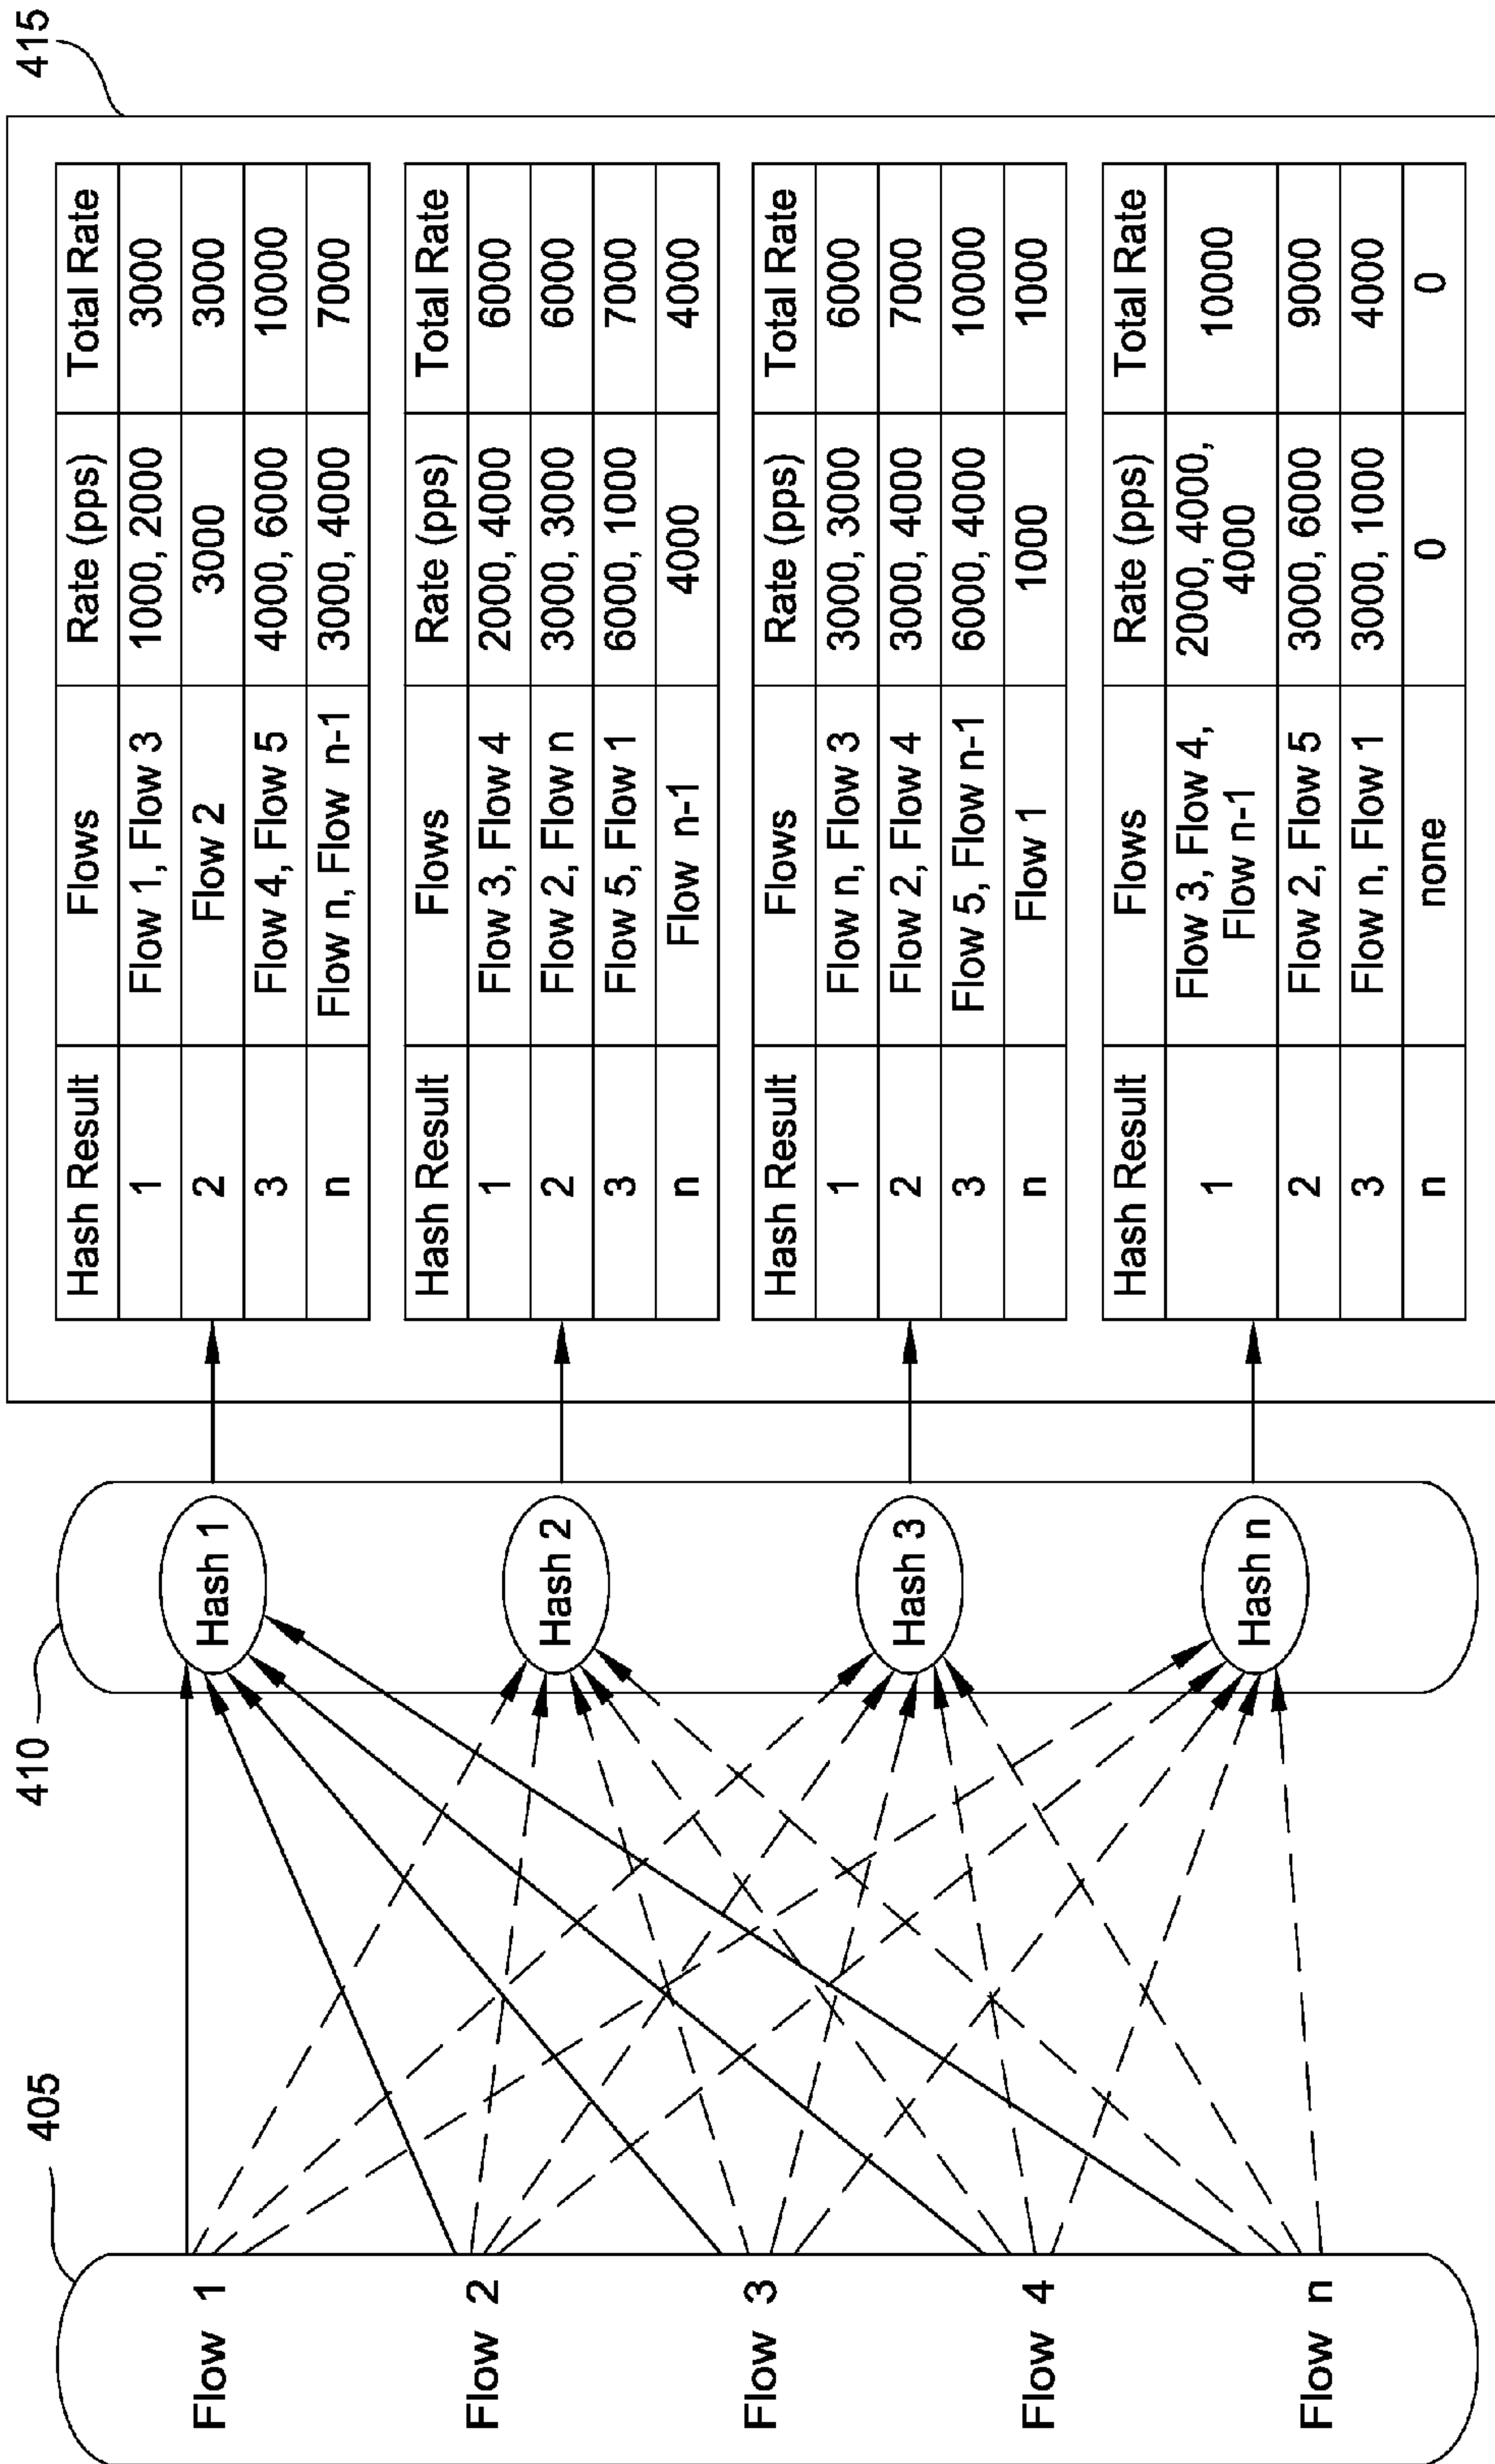 405
Flow 1
Flow 2
Flow 3
Flow 4
Flow n
410
Hash 1
Hash 2
Hash 3
Hash n
415
Hash Result Flows Rate (pps) Total Rate
1 Flow 1, Flow 3 1000, 2000 3000
2 Flow 2 3000 3000
3 Flow 4, Flow 5 4000, 6000 10000
n Flow n, Flow n-1 3000, 4000 7000
Hash Result Flows Rate (pps) Total Rate
1 Flow 3, Flow 4 2000, 4000 6000
2 Flow 2, Flow n 3000, 3000 6000
3 Flow 5, Flow 1 6000, 1000 7000
n Flow n-1 4000 4000
Hash Result Flows Rate (pps) Total Rate
1 Flow n, Flow 3 3000, 3000 6000
2 Flow 2, Flow 4 3000, 4000 7000
3 Flow 5, Flow n-1 6000, 4000 10000
n Flow 1 1000 1000
Hash Result Flows Rate (pps) Total Rate
1 Flow 3, Flow 4, 2000, 4000, 10000
Flow n-1 4000
2 Flow 2, Flow 5 3000, 6000 9000
3 Flow n, Flow 1 3000, 1000 4000
n none 0 0